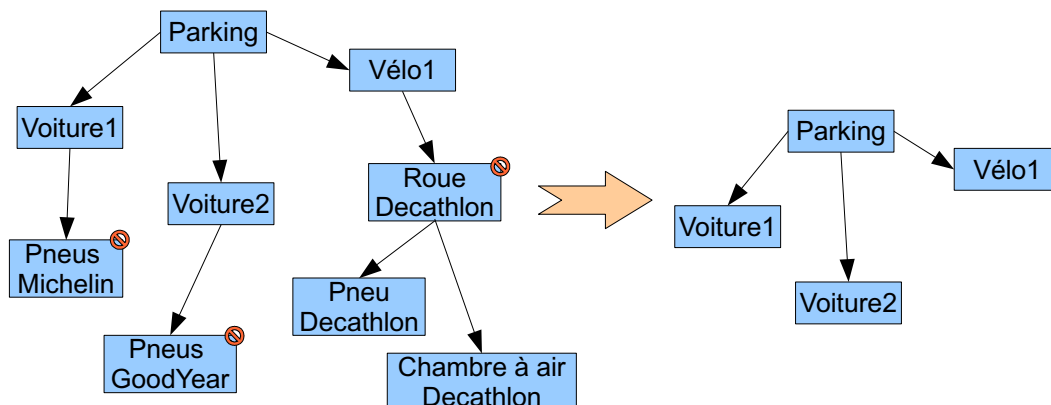 Parking
Vélo1
Voiture1
Roue
Decathlon
Voiture2
Pneus
Michelin
Pneu
Decathlon
Pneus
GoodYear
Chambre à air
Decathlon
Parking
Vélo1
Voiture1
Voiture2